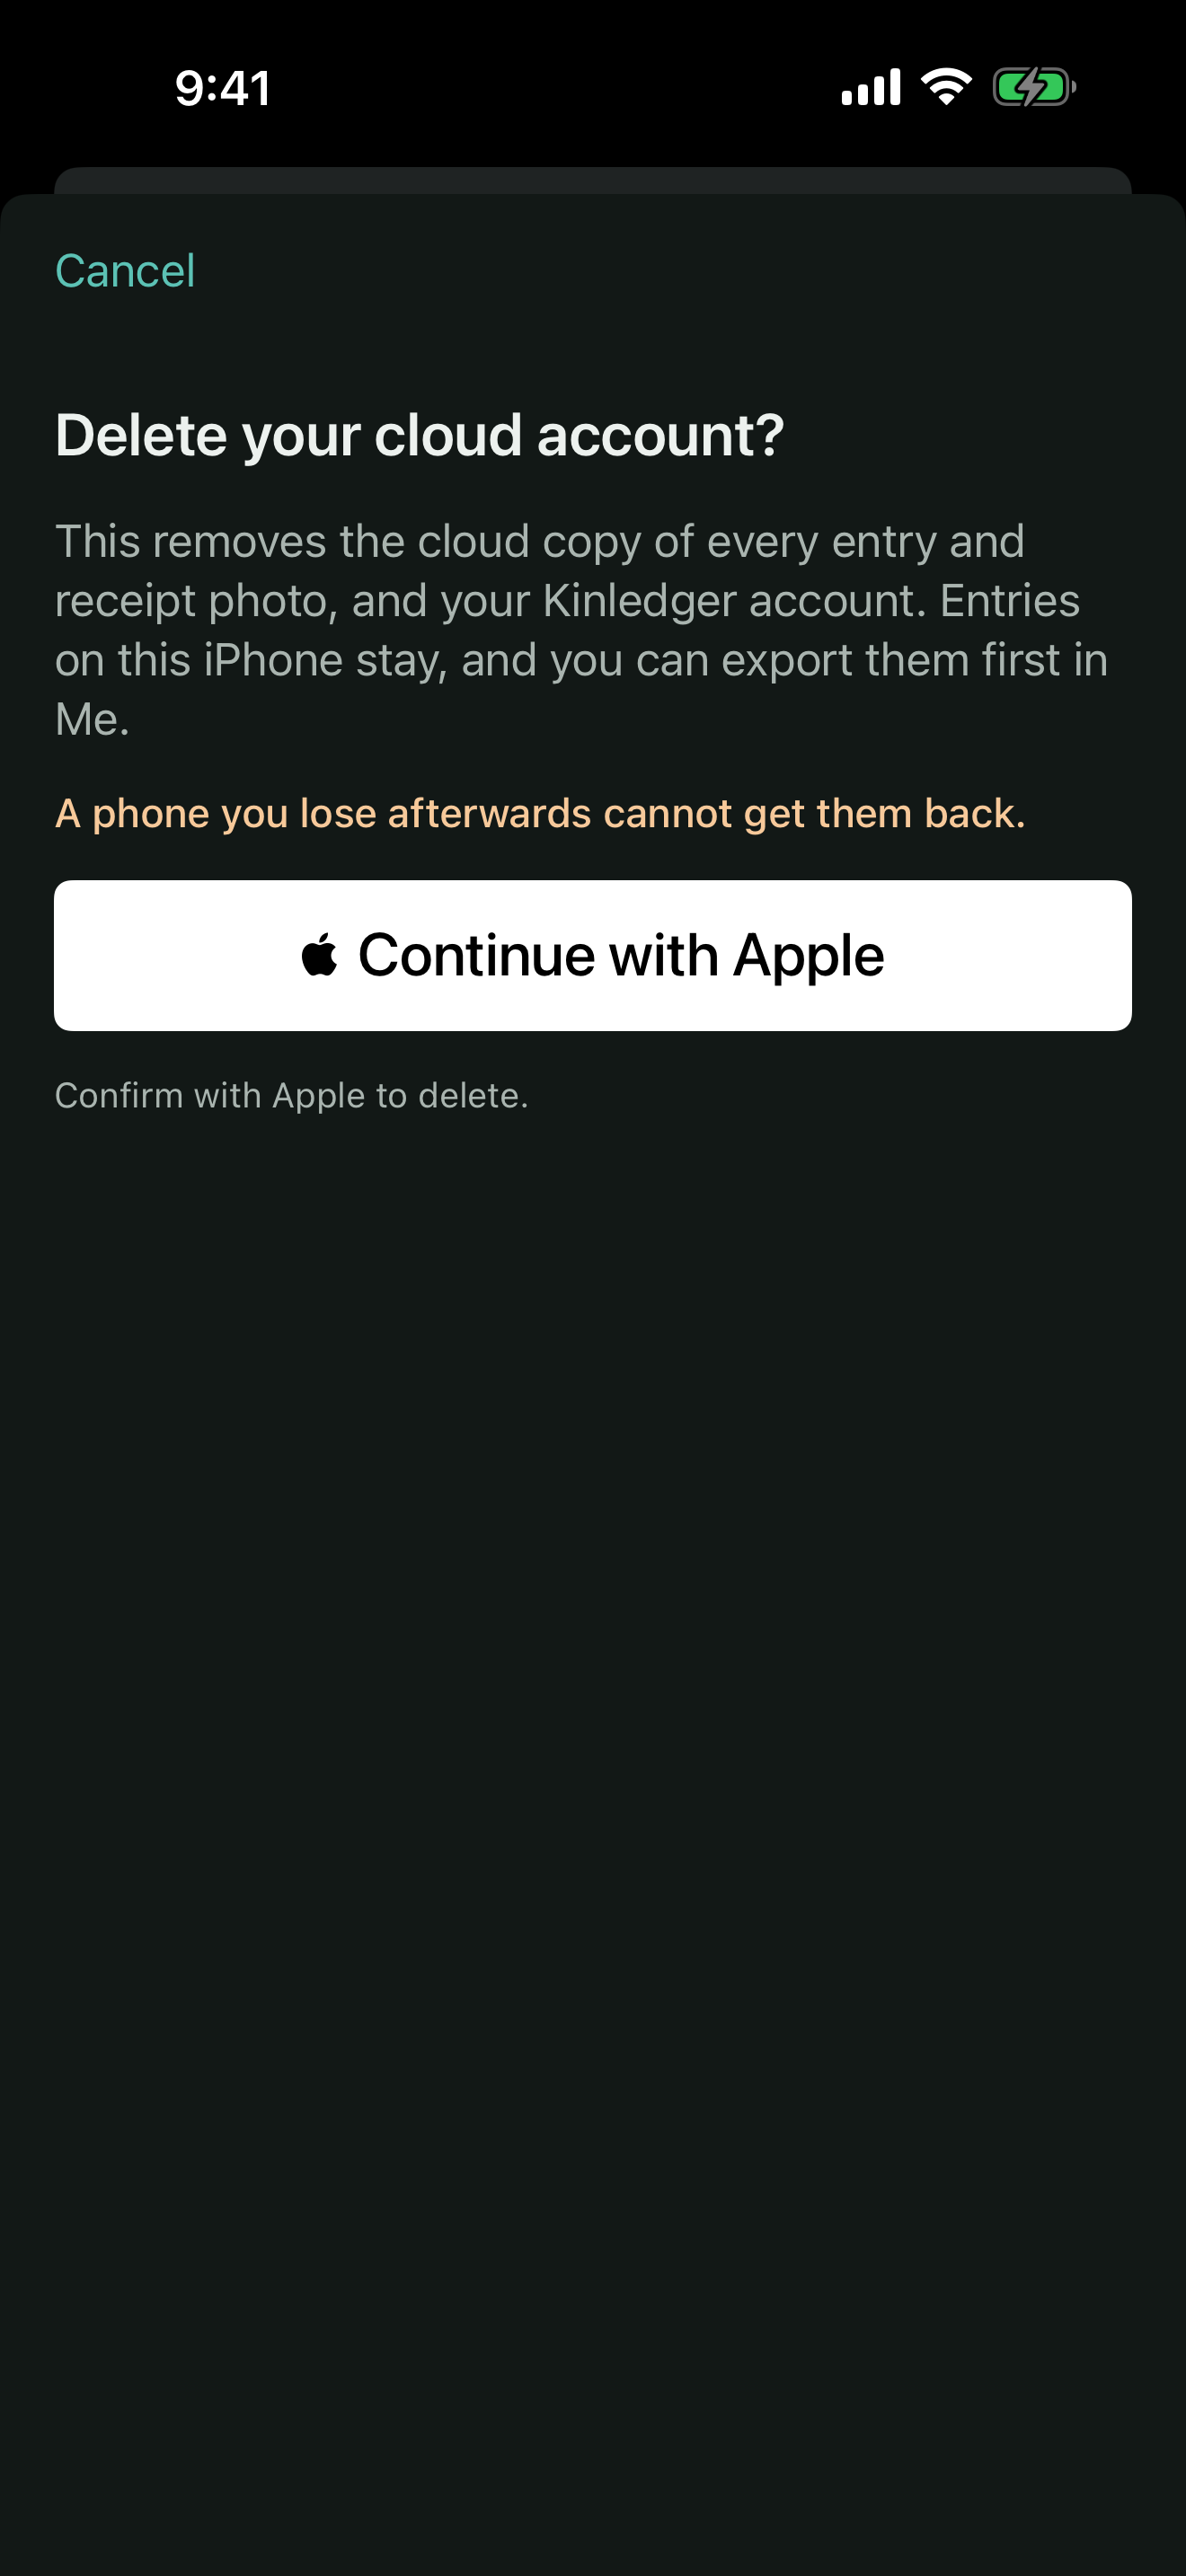 9:41
Cancel
Delete your cloud account?
This removes the cloud copy of every entry and
receipt photo, and your Kinledger account. Entries
on this iPhone stay, and you can export them first in
Me.
A phone you lose afterwards cannot get them back.
Continue with Apple
Confirm with Apple to delete.